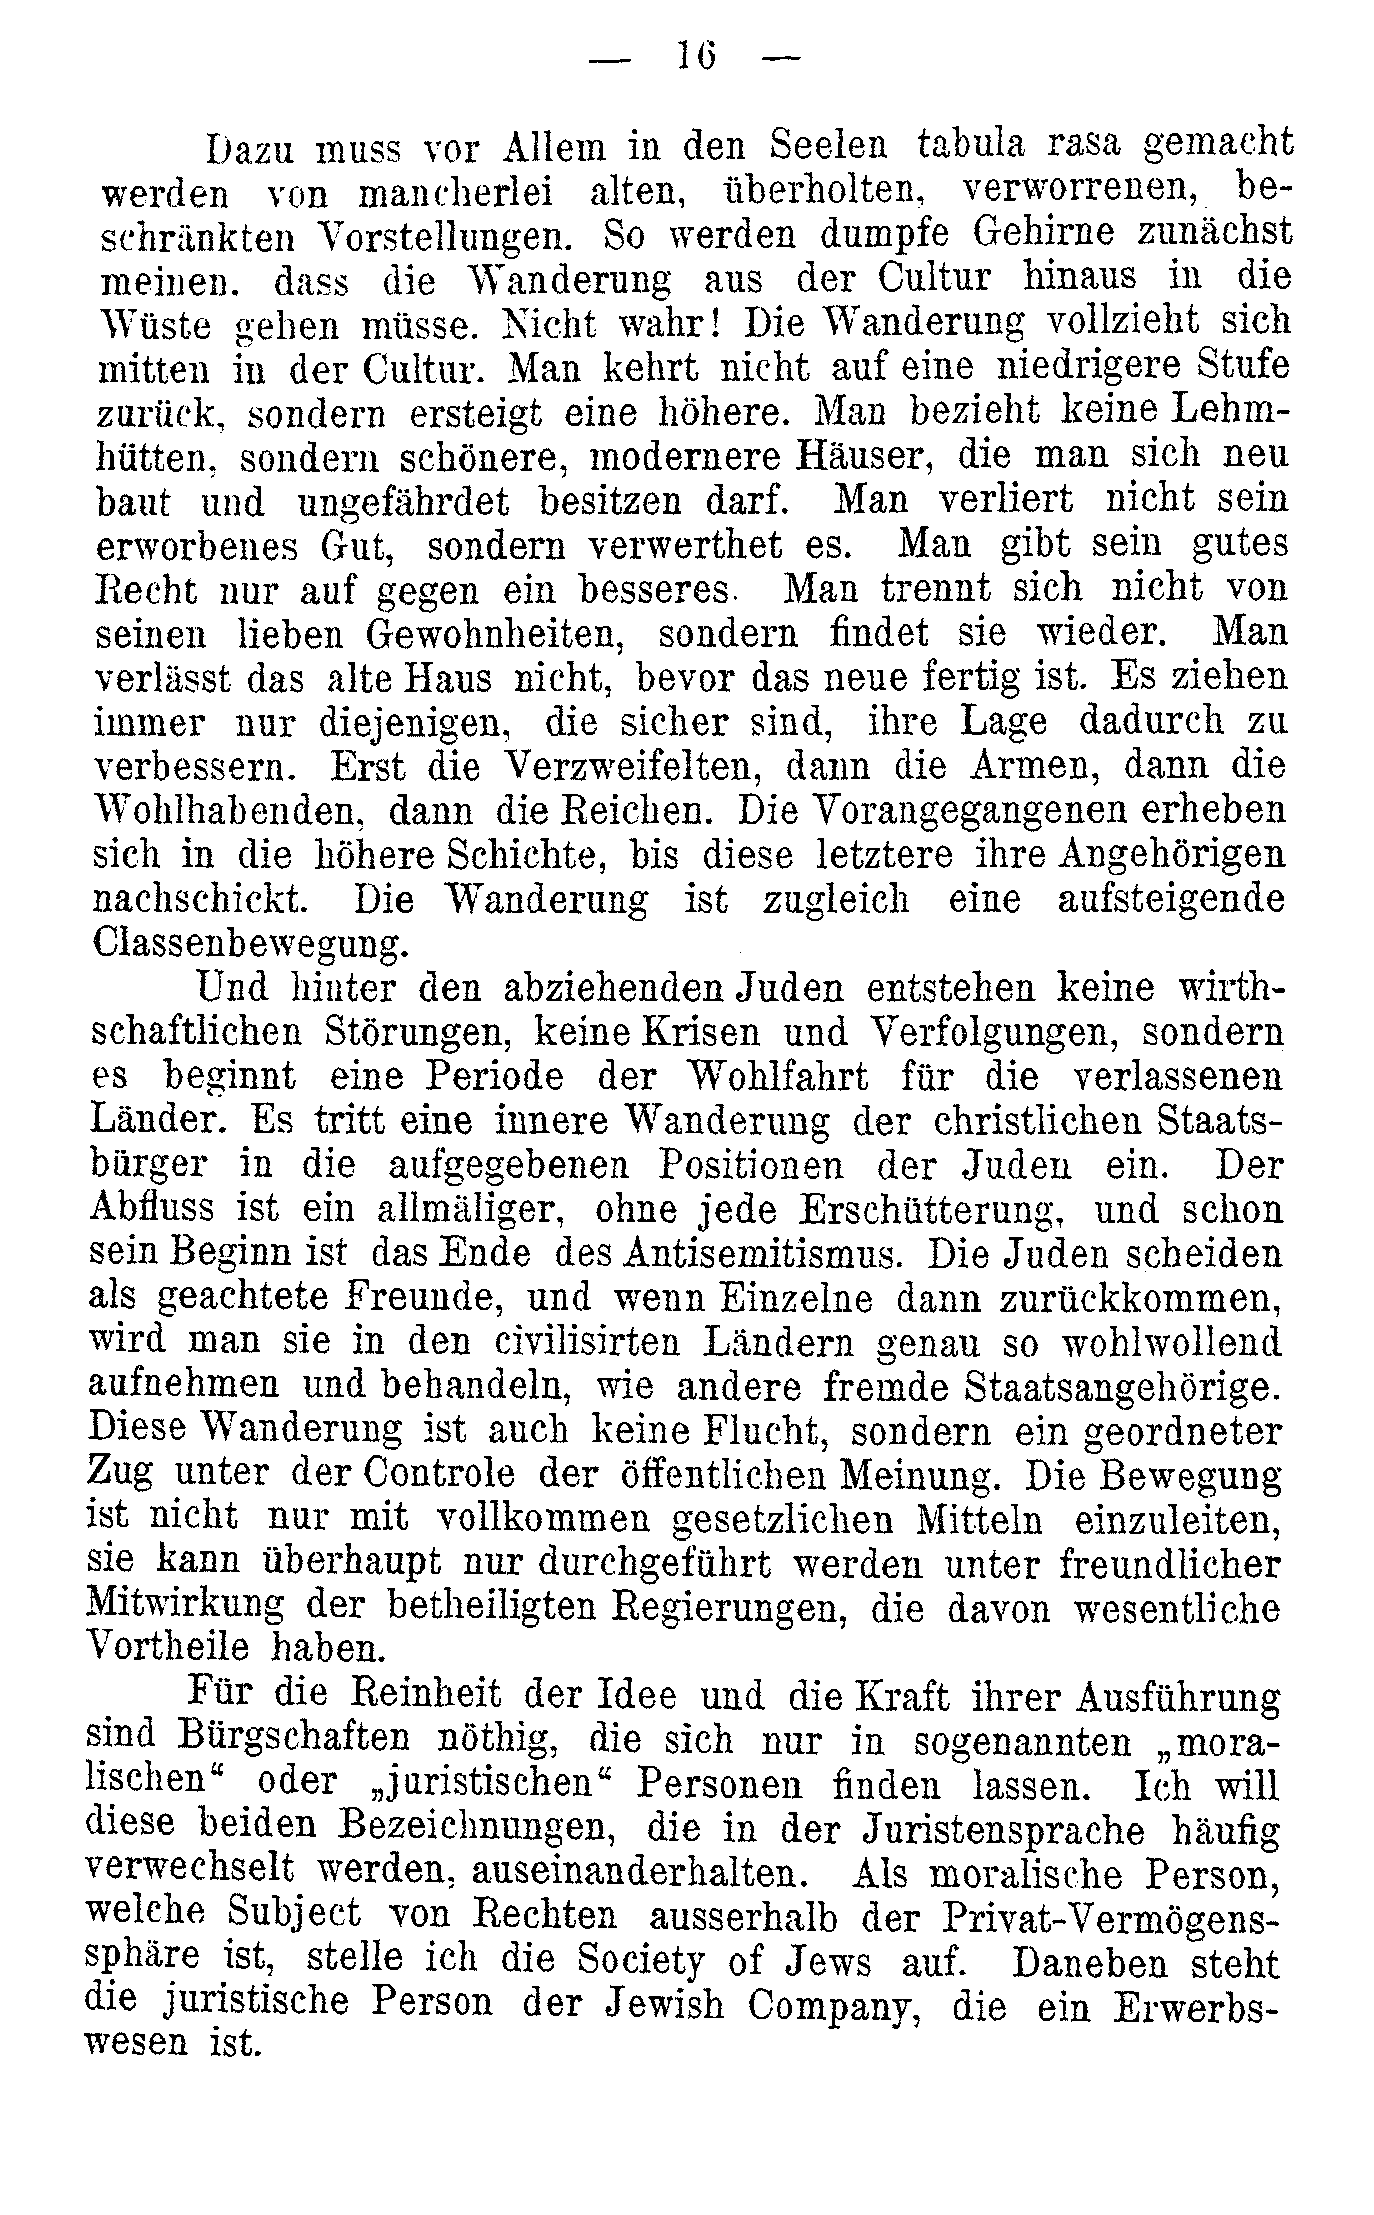 — 16 —
Dazu muss vor Allem in den Seelen tabula rasa gemacht
werden von mancherlei alten, überholten, verworrenen, be-
schränkten Vorstellungen. So werden dumpfe Gehirne zunächst
meinen. dass die Wanderung aus der Cultur hinaus in die
Wüste gehen müsse. Nicht wahr! Die Wanderung vollzieht sich
mitten in der Cultur. Man kehrt nicht auf eine niedrigere Stufe
zurück, sondern ersteigt eine höhere. Man bezieht keine Lehm-
hütten, sondern schönere, modernere Häuser, die man sich neu
baut und ungefährdet besitzen darf. Man verliert nicht sein
erworbenes Gut, sondern verwerthet es. Man gibt sein gutes
Recht nur auf gegen ein besseres. Man trennt sich nicht von
seinen lieben Gewohnheiten, sondern findet sie wieder. Man
verlässt das alte Haus nicht, bevor das neue fertig ist. Es ziehen
immer nur diejenigen, die sicher sind, ihre Lage dadurch zu
verbessern. Erst die Verzweifelten, dann die Armen, dann die
Wohlhabenden, dann die Reichen. Die Vorangegangenen erheben
sich in die höhere Schichte, bis diese letztere ihre Angehörigen
nachschickt. Die Wanderung ist zugleich eine aufsteigende
Classenbewegung.
Und hinter den abziehenden Juden entstehen keine wirth-
schaftlichen Störungen, keine Krisen und Verfolgungen, sondern
es beginnt eine Periode der Wohlfahrt für die verlassenen
Länder. Es tritt eine innere Wanderung der christlichen Staats-
bürger in die aufgegebenen Positionen der Juden ein. Der
Abfluss ist ein allmäliger, ohne jede Erschütterung, und schon
sein Beginn ist das Ende des Antisemitismus. Die Juden scheiden
als geachtete Freunde, und wenn Einzelne dann zurückkommen,
wird man sie in den civilisirten Ländern genau so wohlwollend
aufnehmen und behandeln, wie andere fremde Staatsangehörige.
Diese Wanderung ist auch keine Flucht, sondern ein geordneter
Zug unter der Controle der öffentlichen Meinung. Die Bewegung
ist nicht nur mit vollkommen gesetzlichen Mitteln einzuleiten,
sie kann überhaupt nur durchgeführt werden unter freundlicher
Mitwirkung der betheiligten Regierungen, die davon wesentliche
Vortheile haben.
Für die Reinheit der Idee und die Kraft ihrer Ausführung
sind Bürgschaften nöthig, die sich nur in sogenannten „mora-
lischen“ oder „juristischen“ Personen finden lassen. Ich will
diese beiden Bezeichnungen, die in der Juristensprache häufig
verwechselt werden, auseinanderhalten. Als moralische Person,
welche Subject von Rechten ausserhalb der Privat-Vermögens-
sphäre ist, stelle ich die Society of Jews auf. Daneben steht
die juristische Person der Jewish Company, die ein Erwerbs-
wesen ist.